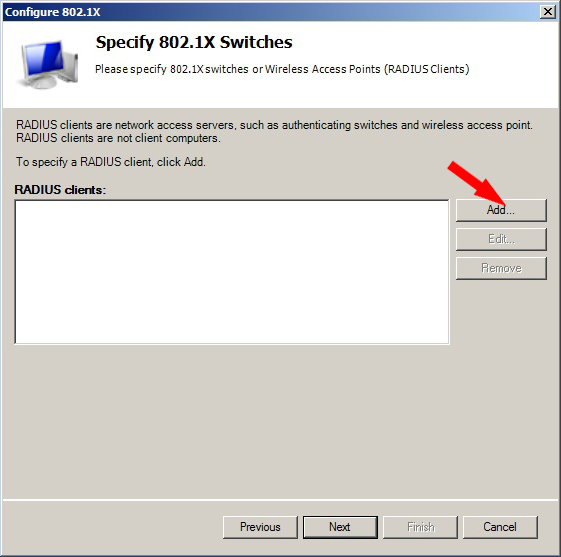 Configure 802.1X
Specify 802.1X Switches
Please specify 802.1X switches or Wireless Access Points (RADIUS Clients)
RADIUS clients are network access servers, such as authenticating switches and wireless access point.
RADIUS clients are not client computers.
To specify a RADIUS client, click Add.
RADIUS clients:
Add...
Edit...
Remove
Previous
Next
Finish
Cancel